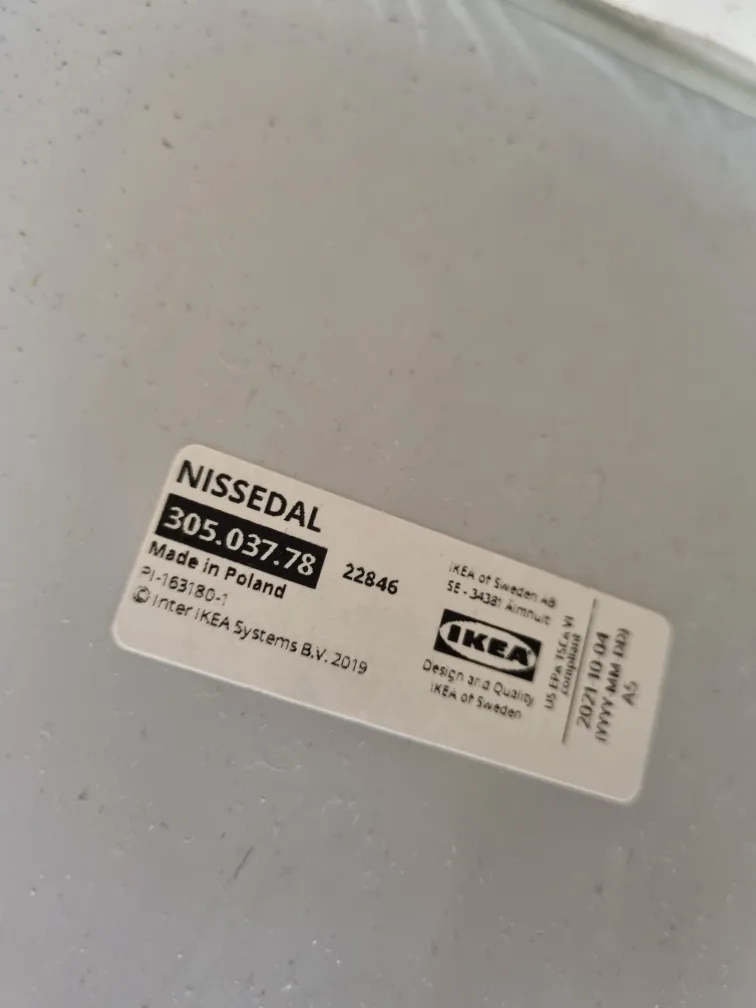 NISSEDAL
305.037.78
Made in Poland
22846
PI-163180-1
© Inter IKEA Systems B.V. 2019
IKEA of Sweden AB
SE - 34381 Älmhult
IKEA
Design and Quality
IKEA of Sweden
US EPA TSCA VI
compliant
2021-10-04
(YYYY-MM-DD)
A5